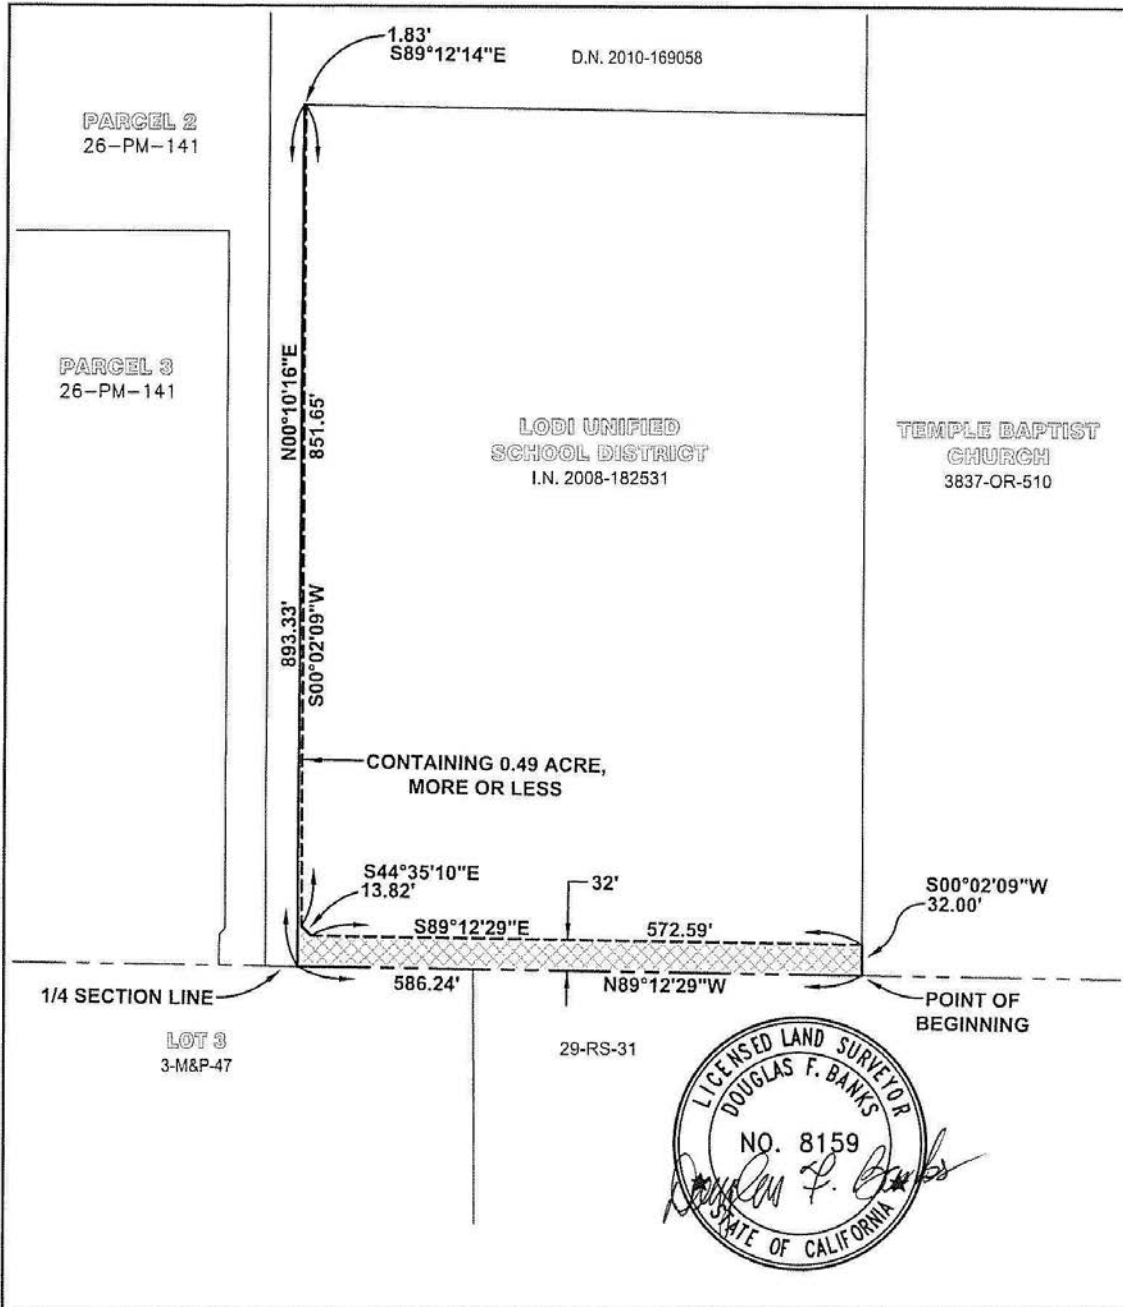 1.83'
S89°12'14"E
D.N. 2010-169058
PARCEL 2
26-PM-141
PARCEL 3
26-PM-141
N00°10'16"E
851.65'
LODI UNIFIED
SCHOOL DISTRICT
I.N. 2008-182531
TEMPLE BAPTIST
CHURCH
3837-OR-510
893.33'
S00°02'09"W
CONTAINING 0.49 ACRE,
MORE OR LESS
S44°35'10"E
13.82'
32'
S00°02'09"W
32.00'
S89°12'29"E
572.59'
1/4 SECTION LINE
586.24'
N89°12'29"W
POINT OF
BEGINNING
LOT 3
3-M&P-47
29-RS-31
LICENSED LAND SURVEYOR
DOUGLAS F. BANKS
NO. 8159
Douglas F. Banks
STATE OF CALIFORNIA